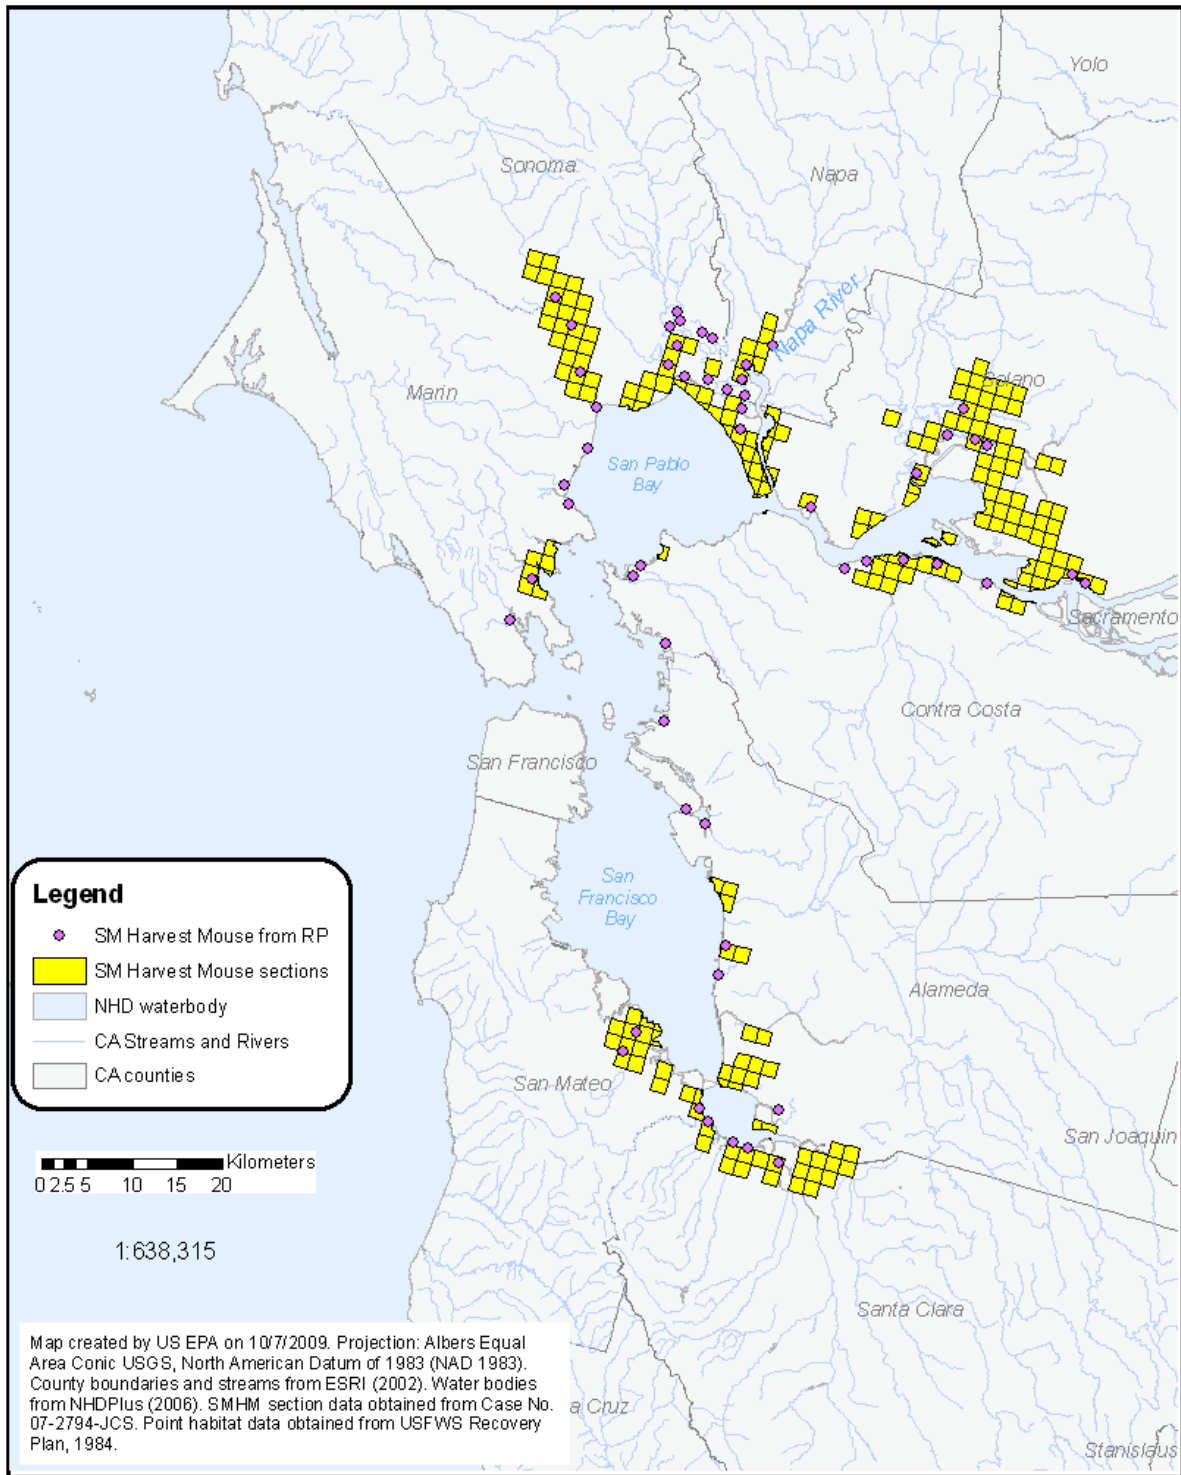 Yolo
Sonoma
Napa
Napa River
Solano
Marin
San Pablo
Bay
Sacramento
Contra Costa
San Francisco
San
Francisco
Bay
Legend
SM Harvest Mouse from RP
SM Harvest Mouse sections
NHD waterbody
CA Streams and Rivers
CA counties
Alameda
San Mateo
San Joaquin
Kilometers
0 2.5 5 10 15 20
1:638,315
Santa Clara
Map created by US EPA on 10/7/2009. Projection: Albers Equal
Area Conic USGS, North American Datum of 1983 (NAD 1983).
County boundaries and streams from ESRI (2002). Water bodies
from NHDPlus (2006). SMHM section data obtained from Case No.
07-2794-JCS. Point habitat data obtained from USFWS Recovery
Plan, 1984.
a Cruz
Stanislaus